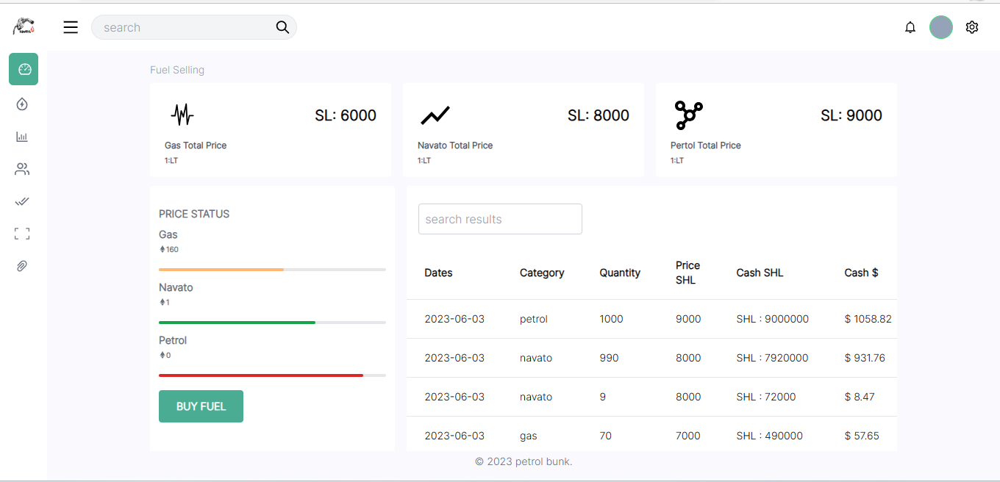 search
Fuel Selling
SL: 6000
Gas Total Price
1:LT
SL: 8000
Navato Total Price
1:LT
SL: 9000
Pertol Total Price
1:LT
PRICE STATUS
Gas
160
Navato
1
Petrol
0
BUY FUEL
search results
Dates Category Quantity Price SHL Cash SHL Cash $
2023-06-03 petrol 1000 9000 SHL : 9000000 $ 1058.82
2023-06-03 navato 990 8000 SHL : 7920000 $ 931.76
2023-06-03 navato 9 8000 SHL : 72000 $ 8.47
2023-06-03 gas 70 7000 SHL : 490000 $ 57.65
© 2023 petrol bunk.